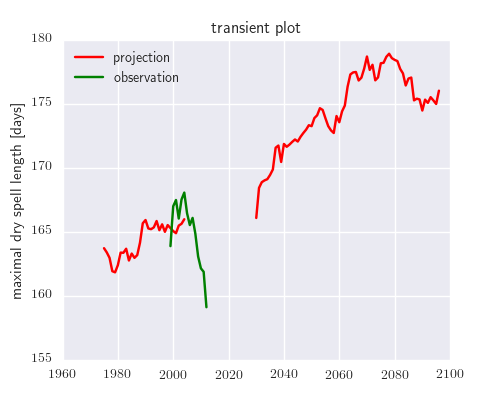 transient plot
180
175
170
165
160
155
maximal dry spell length [days]
projection
observation
1960 1980 2000 2020 2040 2060 2080 2100